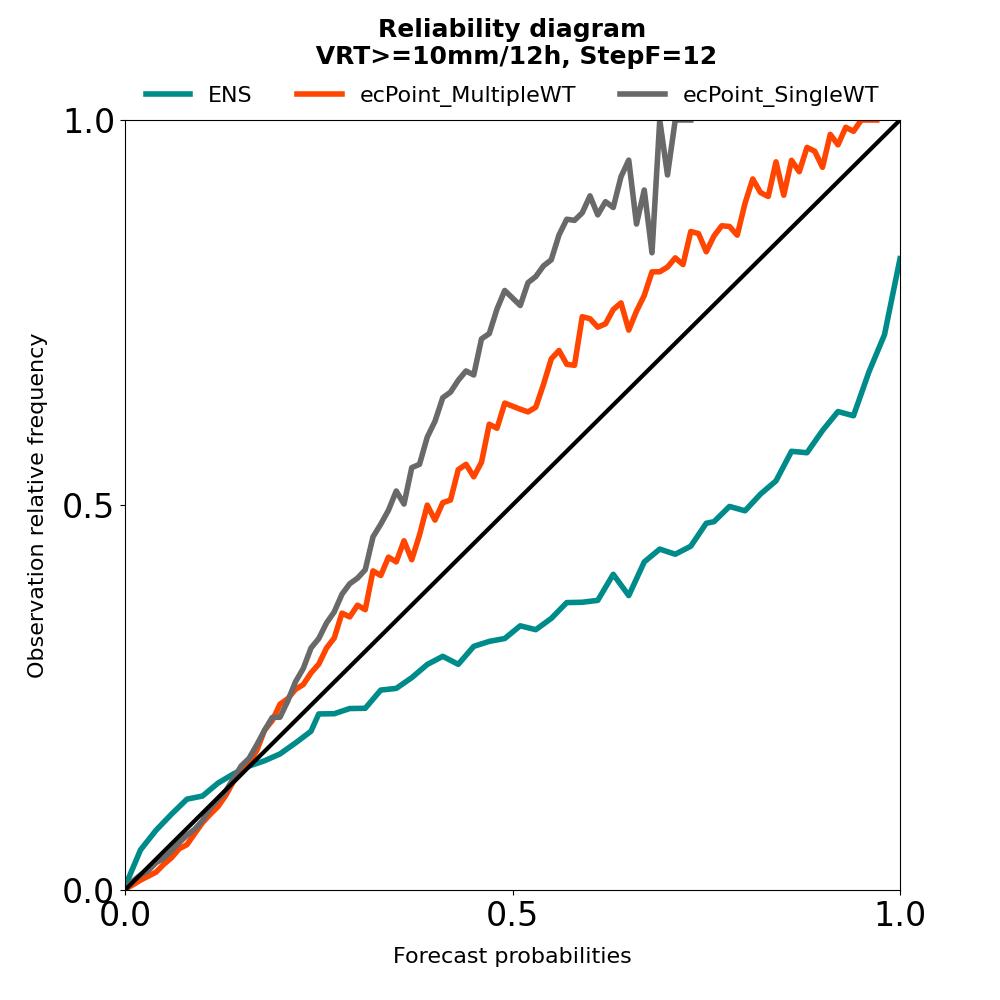 Reliability diagram
VRT>=10mm/12h, StepF=12
ENS ecPoint_MultipleWT ecPoint_SingleWT
1.0
Observation relative frequency
0.5
0.0
0.0 0.5 1.0
Forecast probabilities